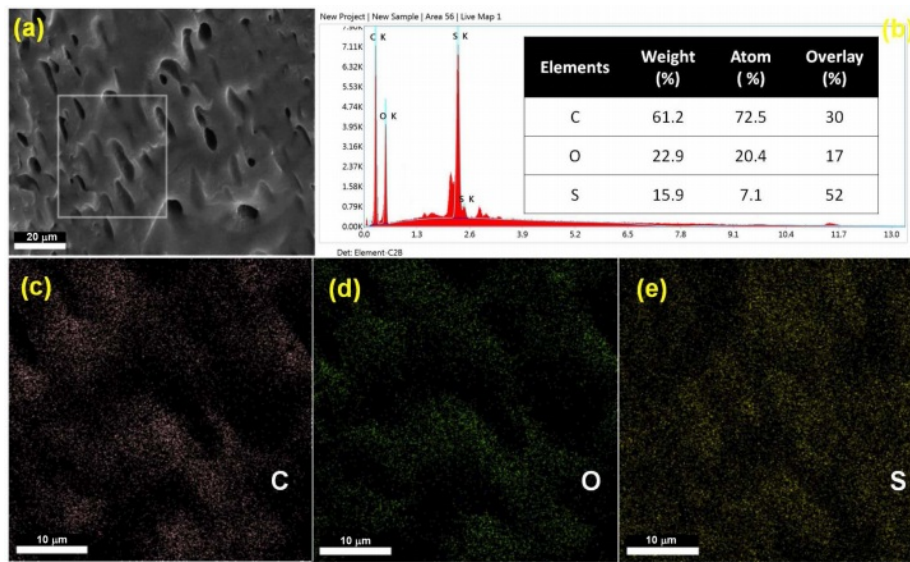 (a)
20 µm
New Project | New Sample | Area 56 | Live Map 1
(b)
7.90K
7.11K
6.32K
5.53K
4.74K
3.95K
3.16K
2.37K
1.58K
0.79K
0.00K
C K
O K
S K
S K
0.0 1.3 2.6 3.9 5.2 6.5 7.8 9.1 10.4 11.7 13.0
Det: Element-C2B
Elements Weight (%) Atom ( %) Overlay (%)
C 61.2 72.5 30
O 22.9 20.4 17
S 15.9 7.1 52
(c)
C
10 µm
(d)
O
10 µm
(e)
S
10 µm